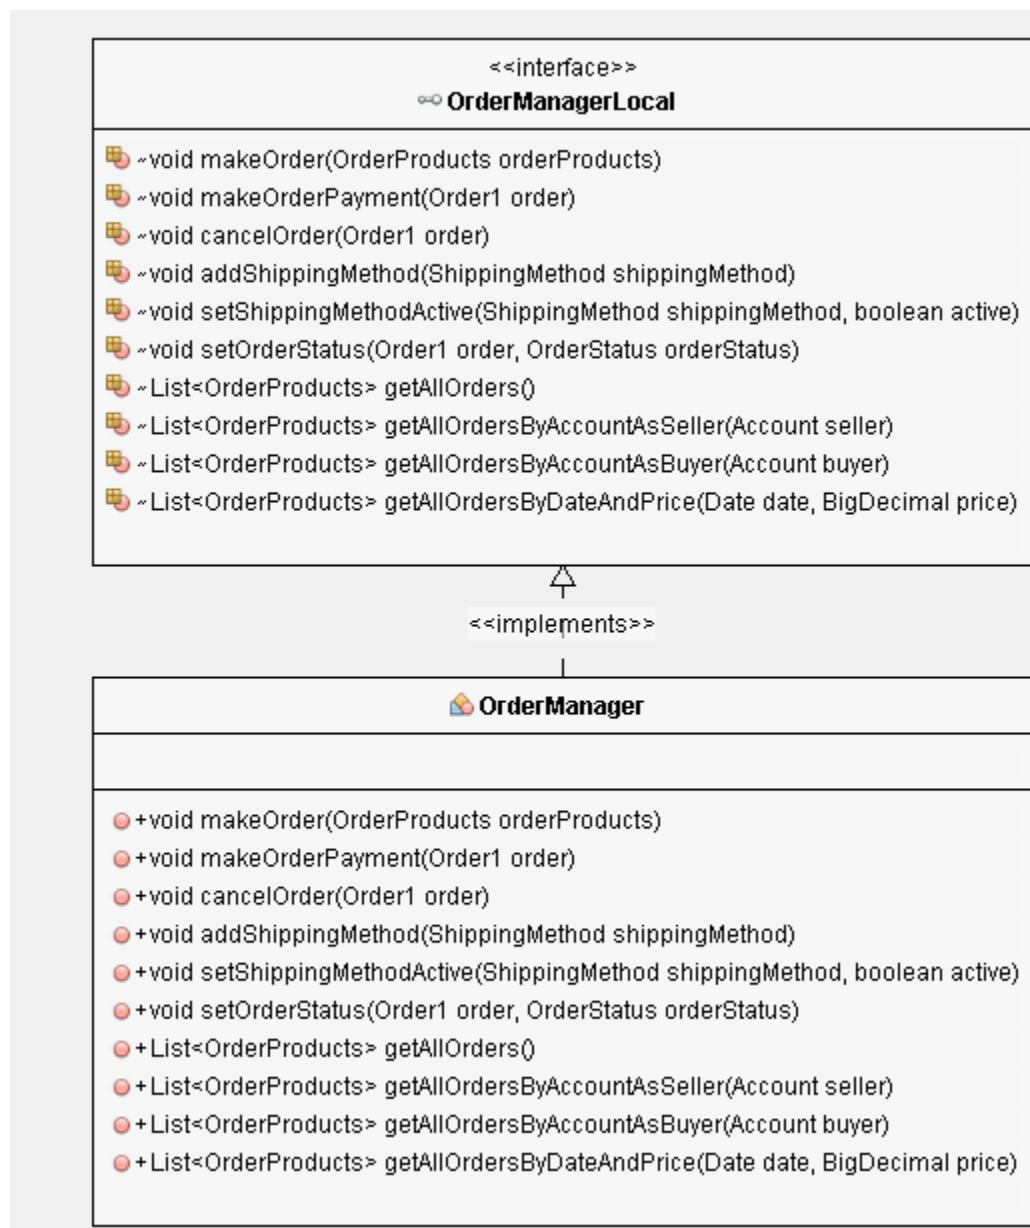 <<interface>>
OrderManagerLocal
~void makeOrder(OrderProducts orderProducts)
~void makeOrderPayment(Order1 order)
~void cancelOrder(Order1 order)
~void addShippingMethod(ShippingMethod shippingMethod)
~void setShippingMethodActive(ShippingMethod shippingMethod, boolean active)
~void setOrderStatus(Order1 order, OrderStatus orderStatus)
~List<OrderProducts> getAllOrders()
~List<OrderProducts> getAllOrdersByAccountAsSeller(Account seller)
~List<OrderProducts> getAllOrdersByAccountAsBuyer(Account buyer)
~List<OrderProducts> getAllOrdersByDateAndPrice(Date date, BigDecimal price)
<<implements>>
OrderManager
+void makeOrder(OrderProducts orderProducts)
+void makeOrderPayment(Order1 order)
+void cancelOrder(Order1 order)
+void addShippingMethod(ShippingMethod shippingMethod)
+void setShippingMethodActive(ShippingMethod shippingMethod, boolean active)
+void setOrderStatus(Order1 order, OrderStatus orderStatus)
+List<OrderProducts> getAllOrders()
+List<OrderProducts> getAllOrdersByAccountAsSeller(Account seller)
+List<OrderProducts> getAllOrdersByAccountAsBuyer(Account buyer)
+List<OrderProducts> getAllOrdersByDateAndPrice(Date date, BigDecimal price)